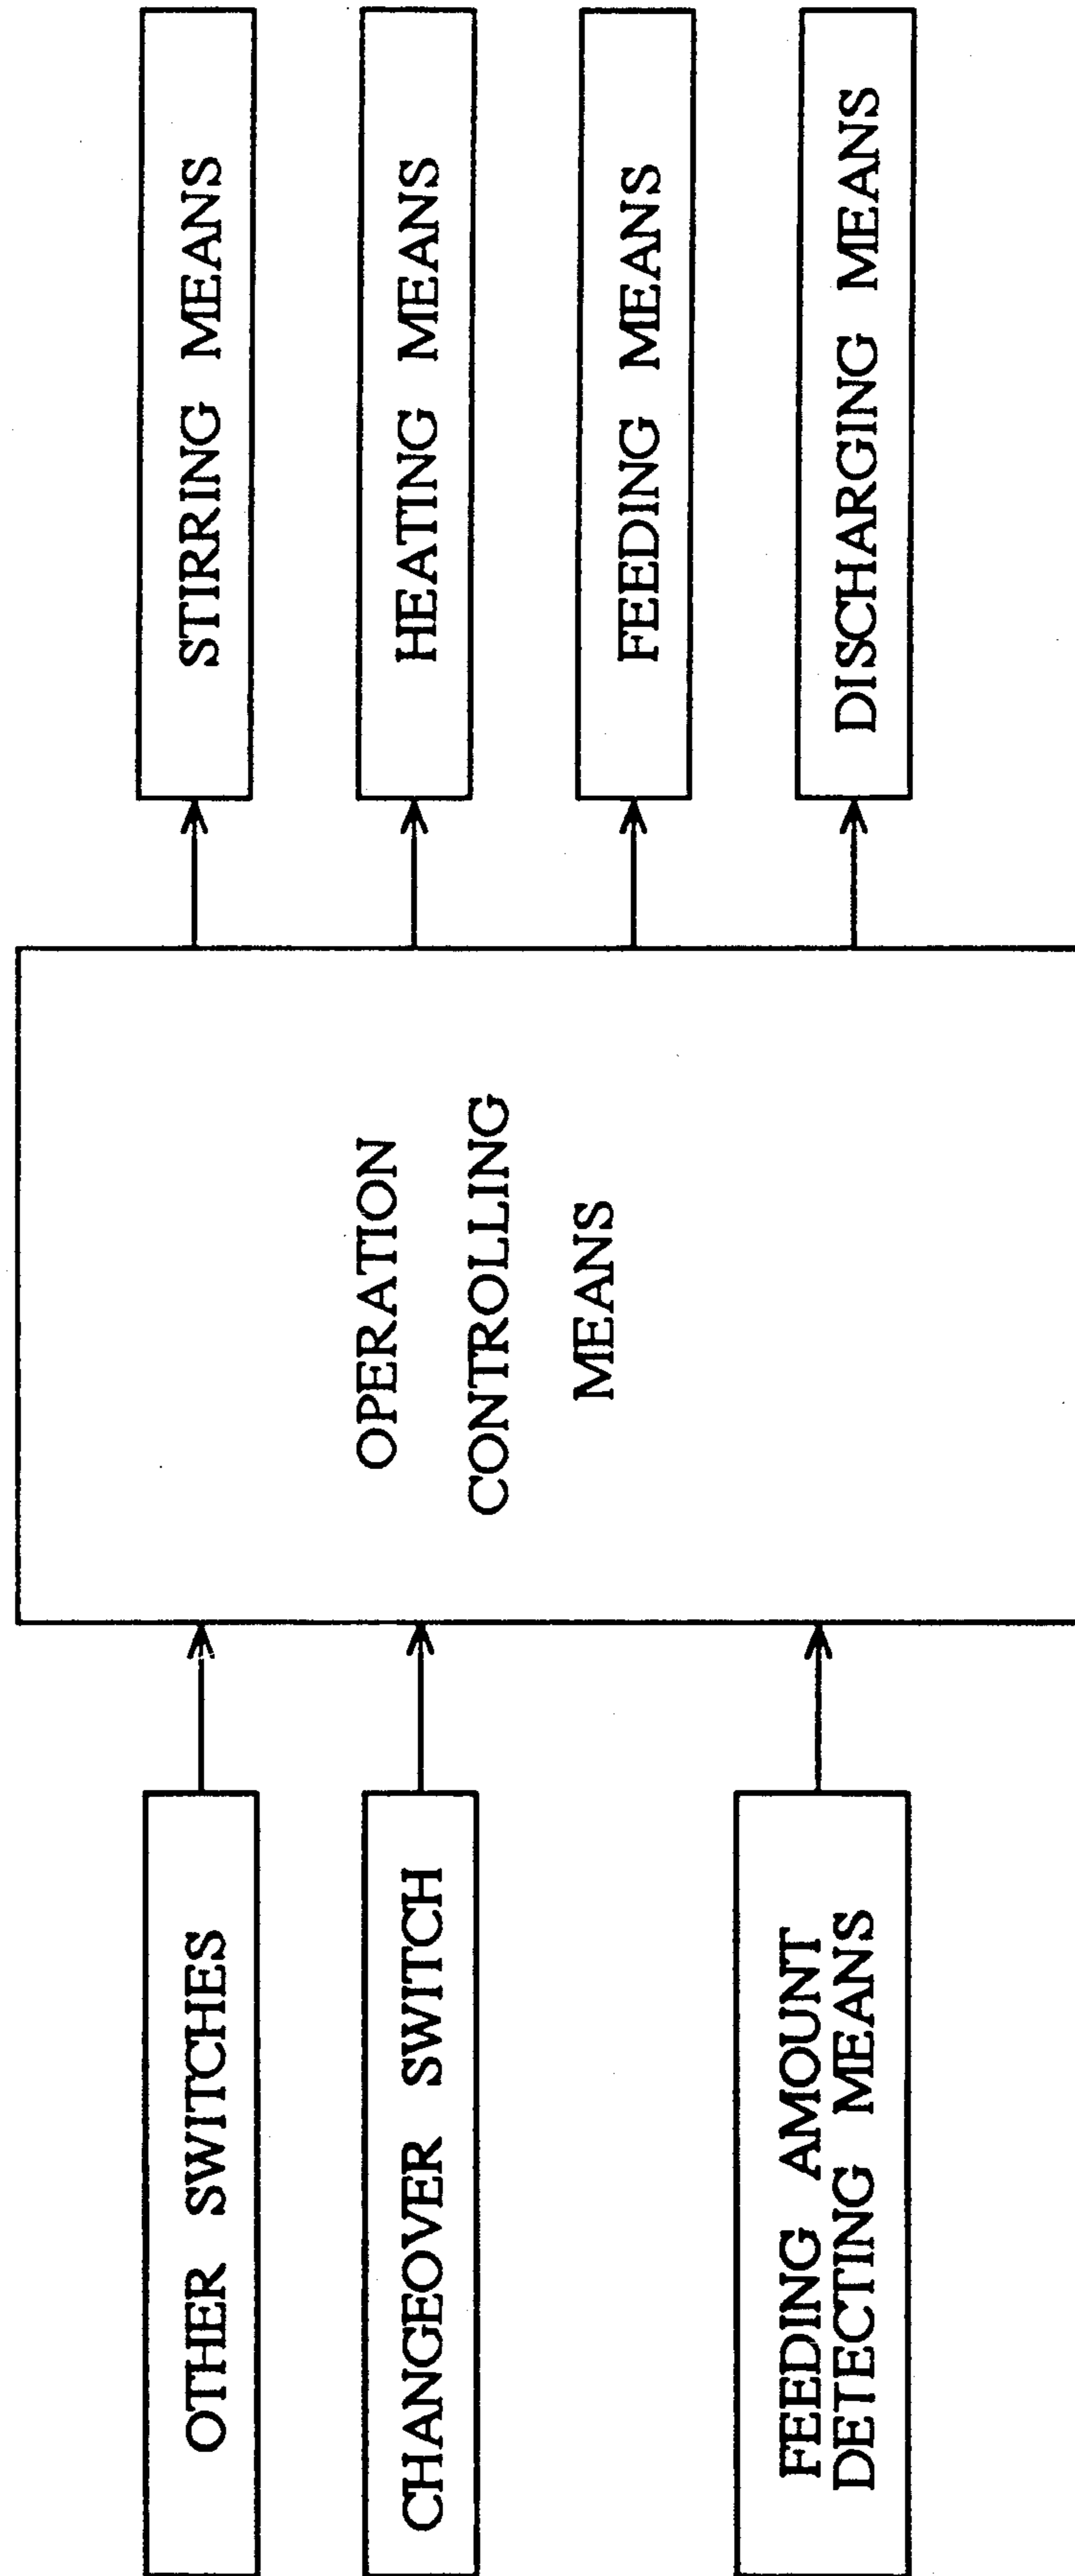 OTHER SWITCHES
CHANGEOVER SWITCH
FEEDING AMOUNT
DETECTING MEANS
OPERATION
CONTROLLING
MEANS
STIRRING MEANS
HEATING MEANS
FEEDING MEANS
DISCHARGING MEANS